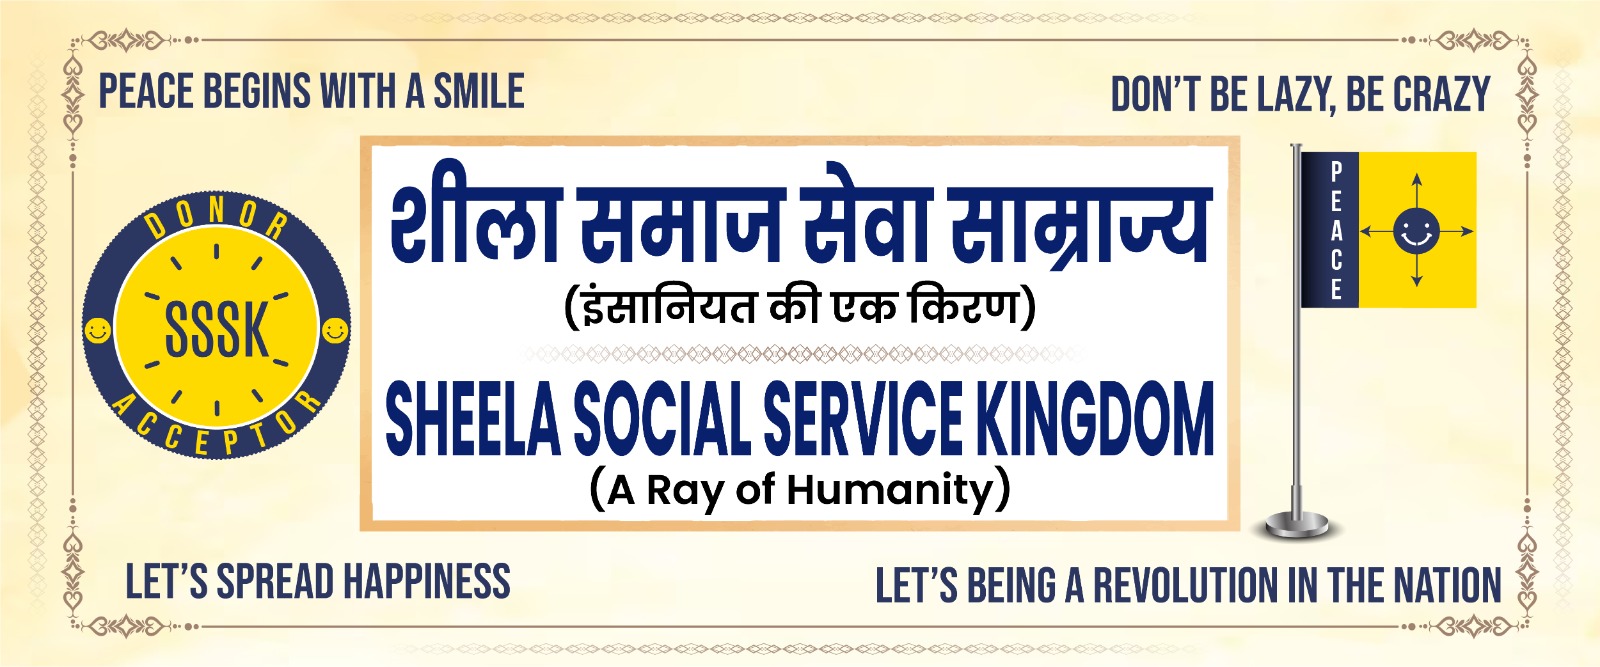 PEACE BEGINS WITH A SMILE
DON'T BE LAZY, BE CRAZY
DONOR
SSSK
ACCEPTOR
शीला समाज सेवा साम्राज्य
(इंसानियत की एक किरण)
SHEELA SOCIAL SERVICE KINGDOM
(A Ray of Humanity)
PEACE
LET'S SPREAD HAPPINESS
LET'S BEING A REVOLUTION IN THE NATION